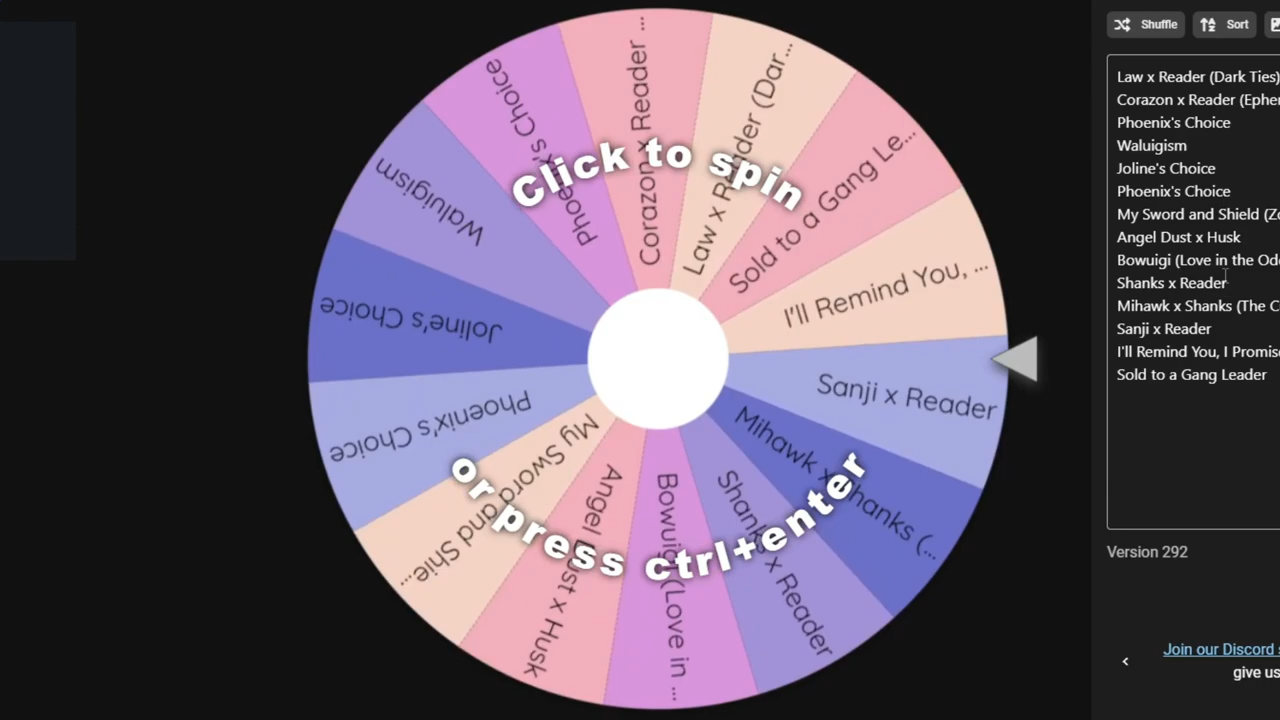 Click to spin
or press ctrl+enter
Corazon x Reader ...
Law x Reader (Dar...
Sold to a Gang Le...
I'll Remind You, ...
Sanji x Reader
Mihawk x Shanks (...
Shanks x Reader
Bowuigi (Love in ...
Angel Dust x Husk
My Sword and Shie...
Phoenix's Choice
Joline's Choice
Waluigism
Phoenix's Choice
Shuffle
Sort
Law x Reader (Dark Ties)
Corazon x Reader (Ephe
Phoenix's Choice
Waluigism
Joline's Choice
Phoenix's Choice
My Sword and Shield (Zo
Angel Dust x Husk
Bowuigi (Love in the Od
Shanks x Reader
Mihawk x Shanks (The C
Sanji x Reader
I'll Remind You, I Promis
Sold to a Gang Leader
Version 292
Join our Discord s
give us